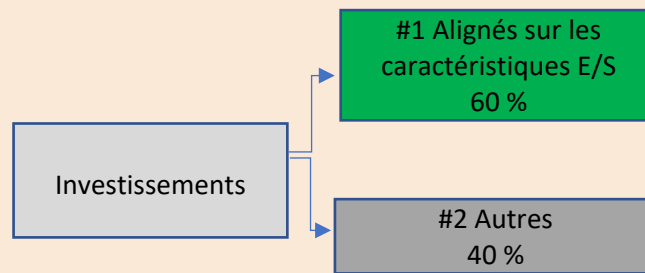 #1 Alignés sur les
caractéristiques E/S
60 %
Investissements
#2 Autres
40 %